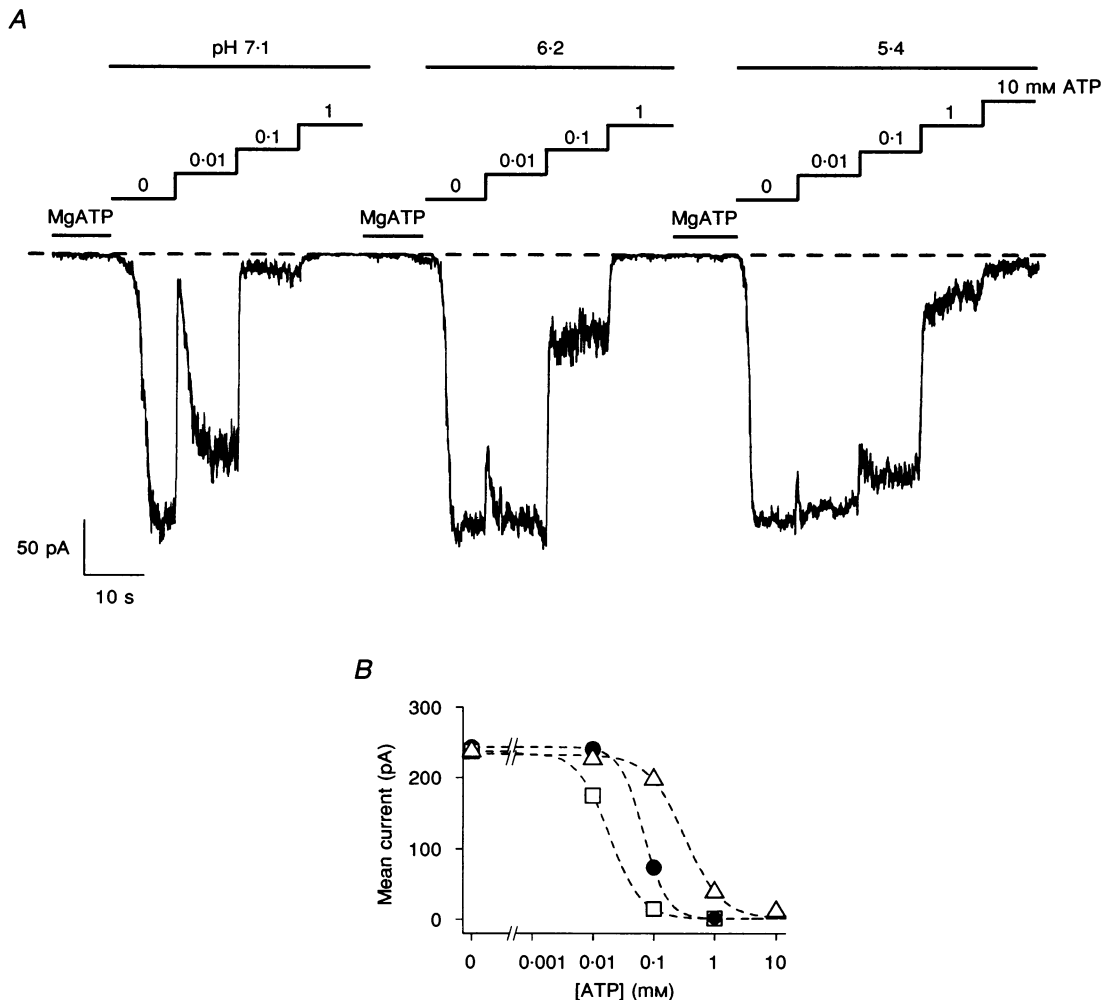 A
pH 7·1 6·2 5·4
10 mM ATP
1 1 1
0·1 0·1 0·1
0·01 0·01 0·01
0 0 0
MgATP MgATP MgATP
50 pA
10 s
B
300
200
100
0
Mean current (pA)
0 0·001 0·01 0·1 1 10
[ATP] (mM)